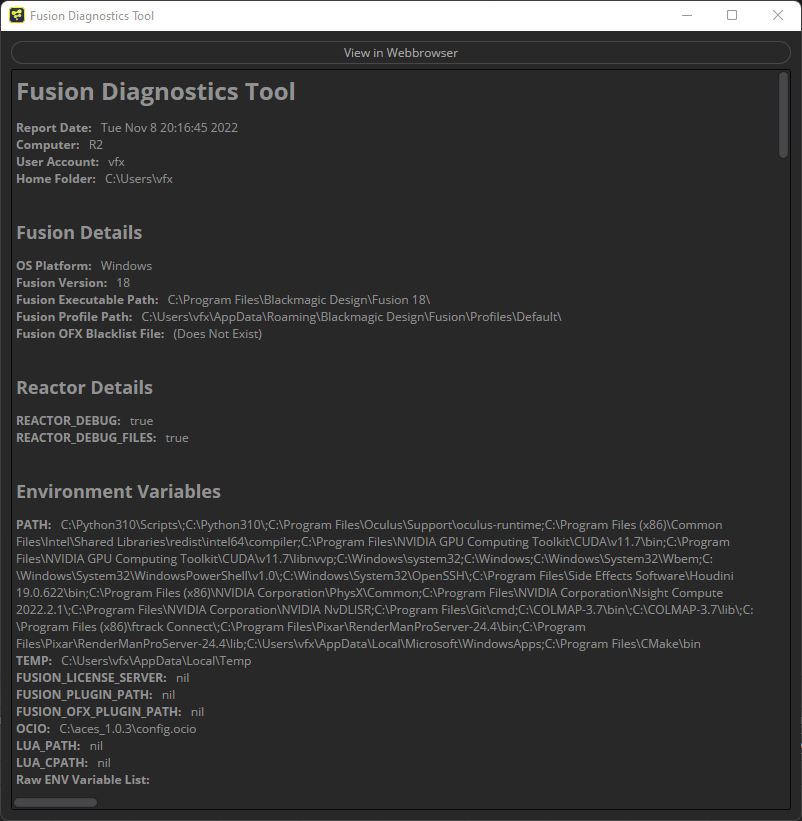 Fusion Diagnostics Tool
View in Webbrowser
Fusion Diagnostics Tool
Report Date: Tue Nov 8 20:16:45 2022
Computer: R2
User Account: vfx
Home Folder: C:\Users\vfx
Fusion Details
OS Platform: Windows
Fusion Version: 18
Fusion Executable Path: C:\Program Files\Blackmagic Design\Fusion 18\
Fusion Profile Path: C:\Users\vfx\AppData\Roaming\Blackmagic Design\Fusion\Profiles\Default\
Fusion OFX Blacklist File: (Does Not Exist)
Reactor Details
REACTOR_DEBUG: true
REACTOR_DEBUG_FILES: true
Environment Variables
PATH: C:\Python310\Scripts\;C:\Python310\;C:\Program Files\Oculus\Support\oculus-runtime;C:\Program Files (x86)\Common
Files\Intel\Shared Libraries\redist\intel64\compiler;C:\Program Files\NVIDIA GPU Computing Toolkit\CUDA\v11.7\bin;C:\Program
Files\NVIDIA GPU Computing Toolkit\CUDA\v11.7\libnvvp;C:\Windows\system32;C:\Windows;C:\Windows\System32\Wbem;C:
\Windows\System32\WindowsPowerShell\v1.0\;C:\Windows\System32\OpenSSH\;C:\Program Files\Side Effects Software\Houdini
19.0.622\bin;C:\Program Files (x86)\NVIDIA Corporation\PhysX\Common;C:\Program Files\NVIDIA Corporation\Nsight Compute
2022.2.1\;C:\Program Files\NVIDIA Corporation\NVIDIA NvDLISR;C:\Program Files\Git\cmd;C:\COLMAP-3.7\bin\;C:\COLMAP-3.7\lib\;C:
\Program Files (x86)\ftrack Connect\;C:\Program Files\Pixar\RenderManProServer-24.4\bin;C:\Program
Files\Pixar\RenderManProServer-24.4\lib;C:\Users\vfx\AppData\Local\Microsoft\WindowsApps;C:\Program Files\CMake\bin
TEMP: C:\Users\vfx\AppData\Local\Temp
FUSION_LICENSE_SERVER: nil
FUSION_PLUGIN_PATH: nil
FUSION_OFX_PLUGIN_PATH: nil
OCIO: C:\aces_1.0.3\config.ocio
LUA_PATH: nil
LUA_CPATH: nil
Raw ENV Variable List: